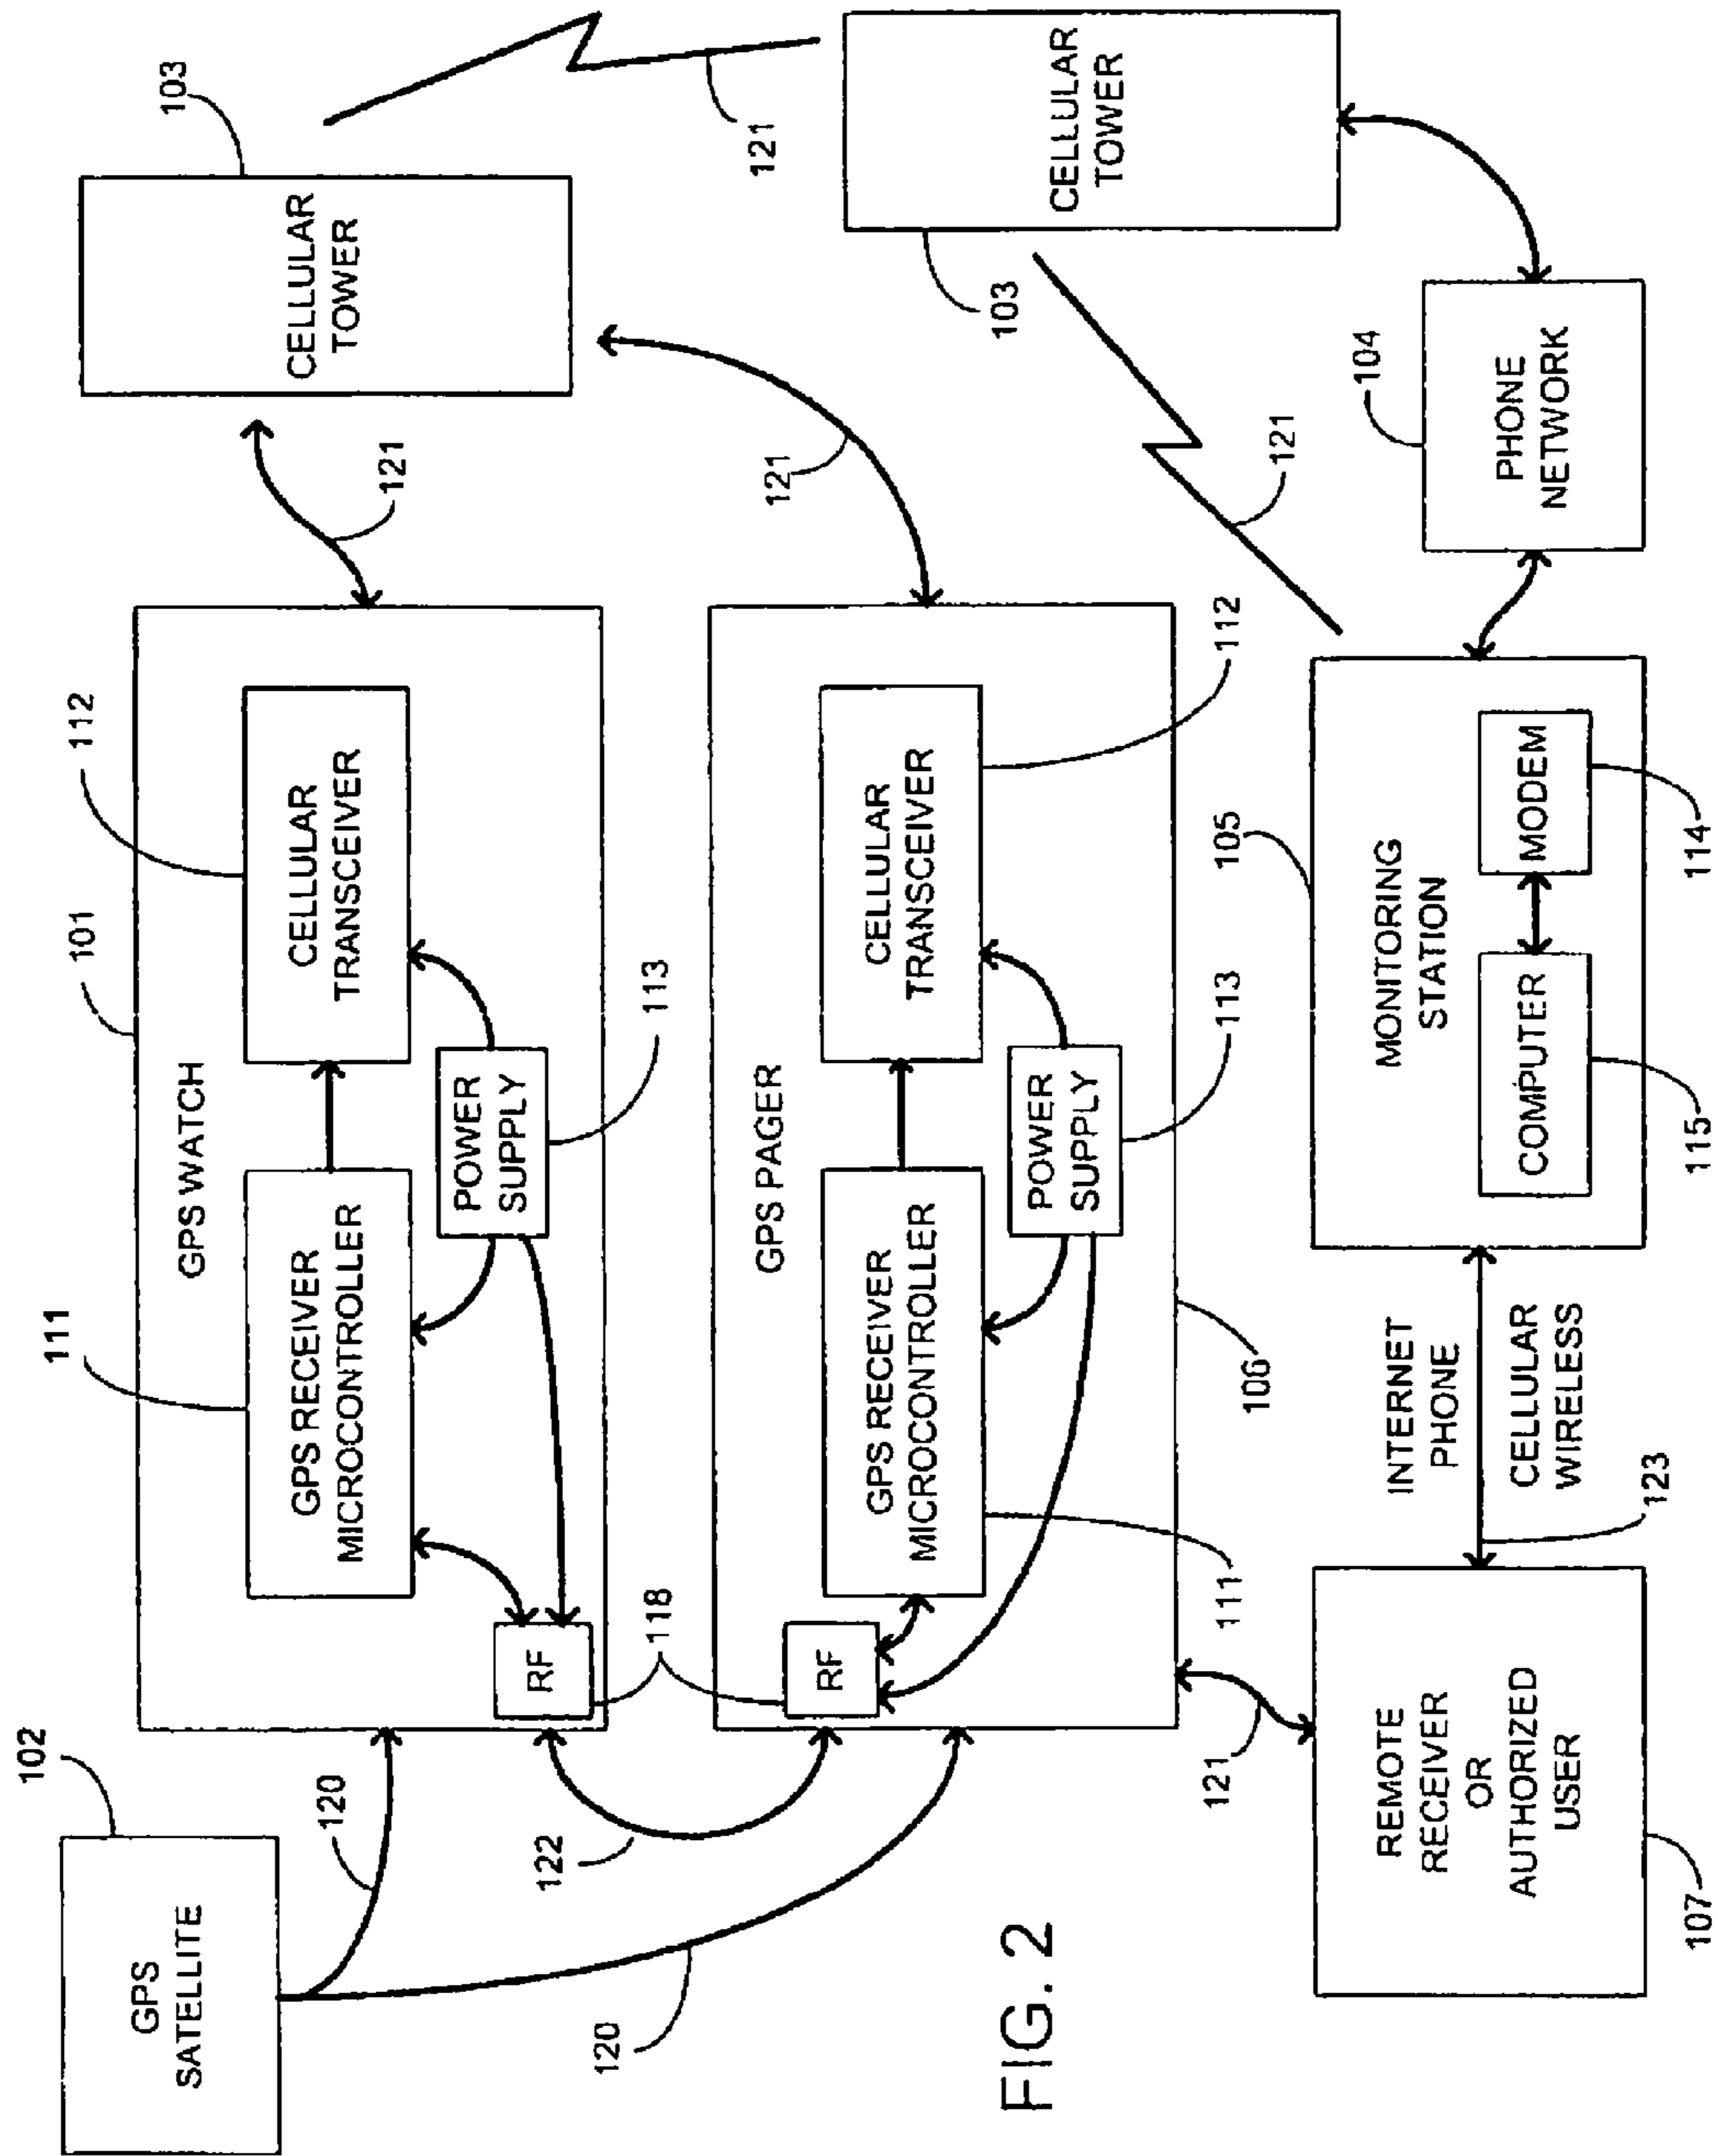 102
GPS
SATELLITE
120
120
122
101
GPS WATCH
111
GPS RECEIVER
MICROCONTROLLER
112
CELLULAR
TRANSCEIVER
POWER
SUPPLY
113
RF
118
121
103
CELLULAR
TOWER
GPS PAGER
RF
GPS RECEIVER
MICROCONTROLLER
111
CELLULAR
TRANSCEIVER
112
POWER
SUPPLY
113
106
121
121
121
CELLULAR
TOWER
103
121
REMOTE
RECEIVER
OR
AUTHORIZED
USER
107
INTERNET
PHONE
CELLULAR
WIRELESS
123
105
MONITORING
STATION
COMPUTER
115
MODEM
114
104
PHONE
NETWORK
FIG. 2